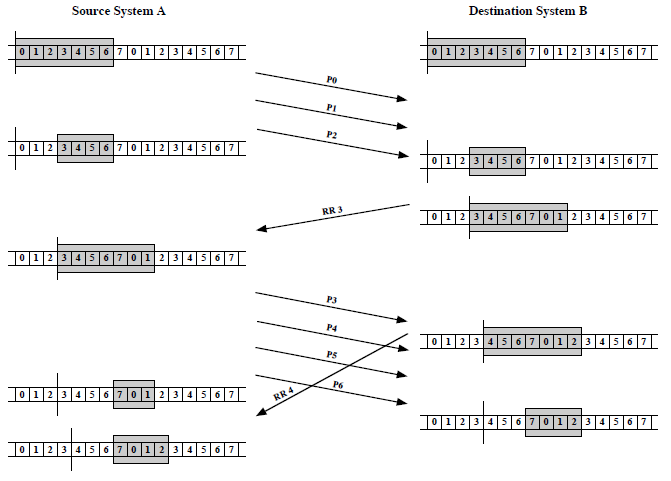 Source System A
Destination System B
0 1 2 3 4 5 6 7 0 1 2 3 4 5 6 7
0 1 2 3 4 5 6 7 0 1 2 3 4 5 6 7
P0
P1
P2
0 1 2 3 4 5 6 7 0 1 2 3 4 5 6 7
0 1 2 3 4 5 6 7 0 1 2 3 4 5 6 7
RR 3
0 1 2 3 4 5 6 7 0 1 2 3 4 5 6 7
0 1 2 3 4 5 6 7 0 1 2 3 4 5 6 7
P3
P4
P5
P6
RR 4
0 1 2 3 4 5 6 7 0 1 2 3 4 5 6 7
0 1 2 3 4 5 6 7 0 1 2 3 4 5 6 7
0 1 2 3 4 5 6 7 0 1 2 3 4 5 6 7
0 1 2 3 4 5 6 7 0 1 2 3 4 5 6 7